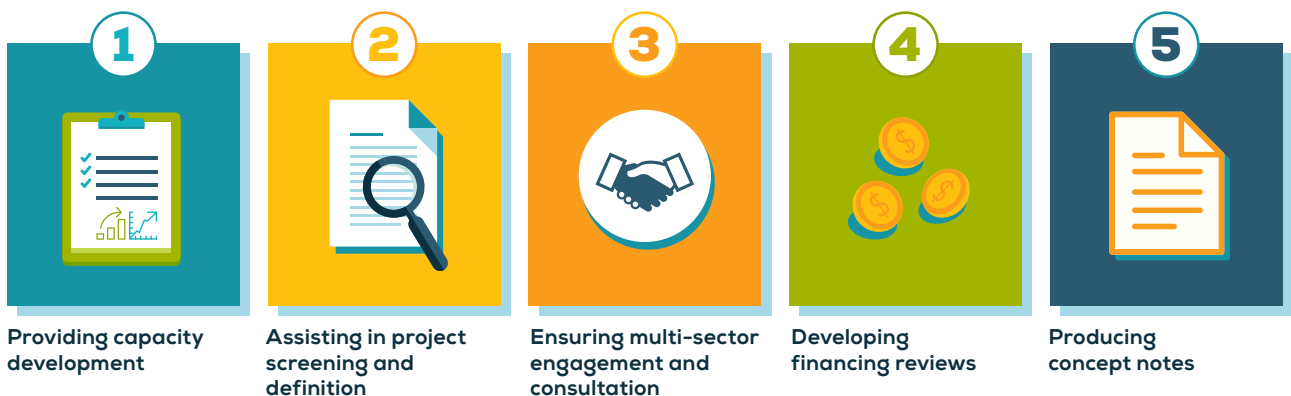 1
Providing capacity
development
2
Assisting in project
screening and
definition
3
Ensuring multi-sector
engagement and
consultation
4
$
$
$
Developing
financing reviews
5
Producing
concept notes